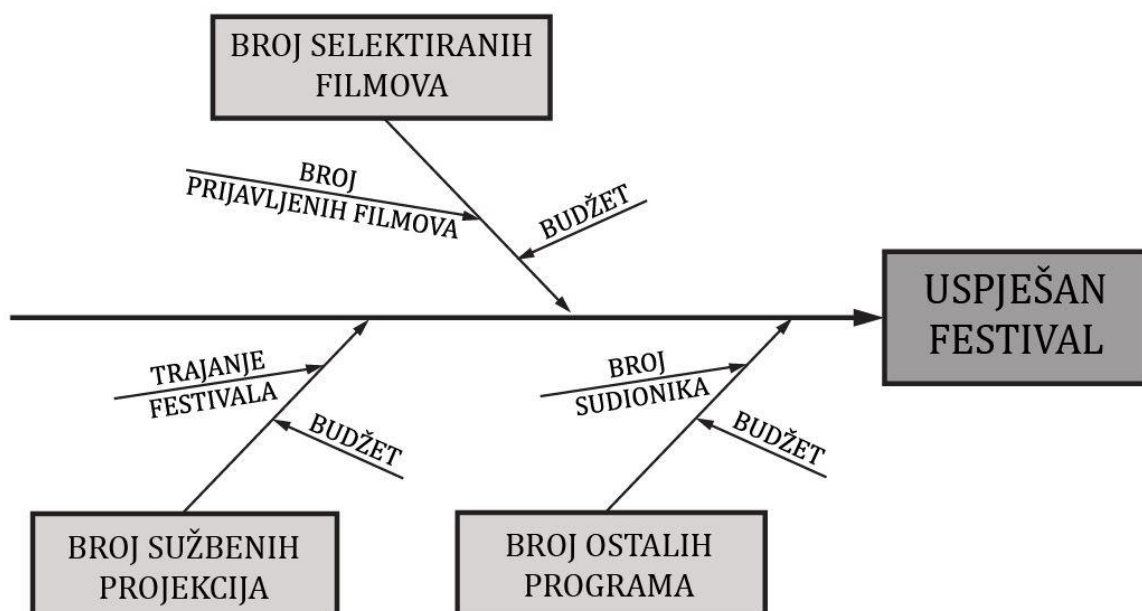 BROJ SELEKTIRANIH
FILMOVA
BROJ
PRIJAVLJENIH FILMOVA
BUDŽET
USPJEŠAN
FESTIVAL
TRAJANJE
FESTIVALA
BUDŽET
BROJ
SUDIONIKA
BUDŽET
BROJ SUŽBENIH
PROJEKCIJA
BROJ OSTALIH
PROGRAMA